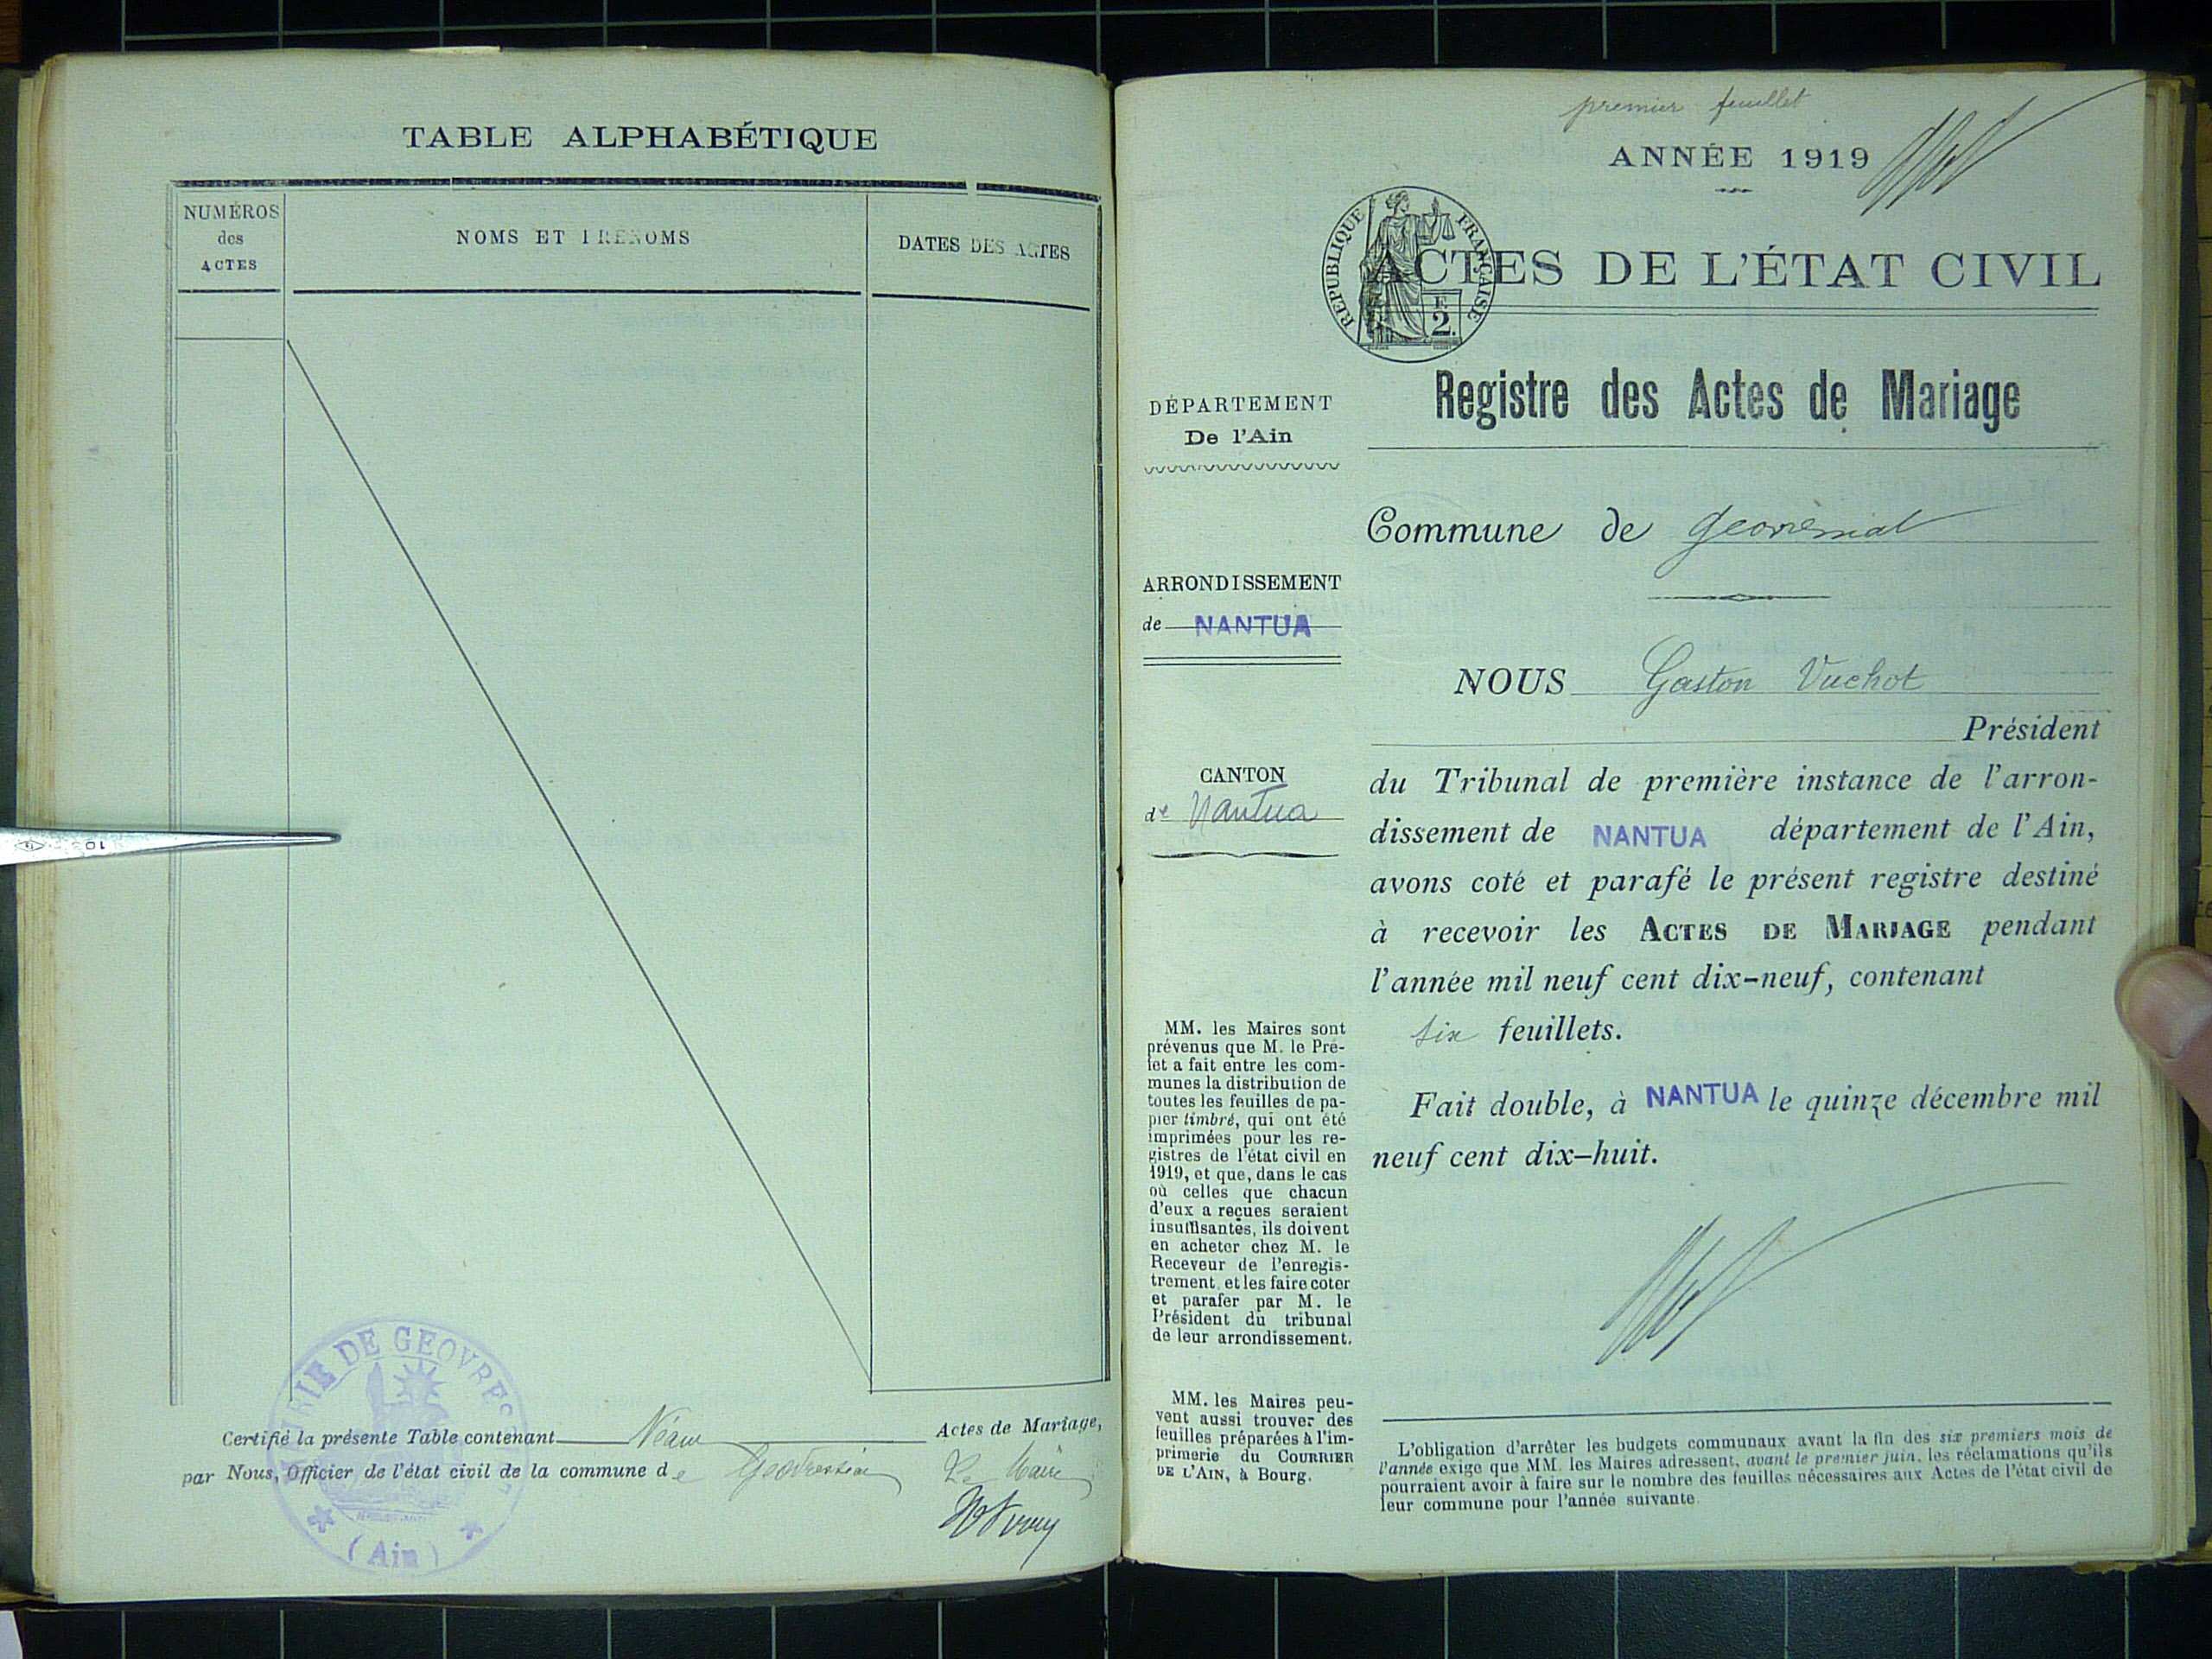 TABLE ALPHABÉTIQUE
NUMÉROS
des
ACTES
NOMS ET PRÉNOMS
DATES DES ACTES
MAIRIE DE GEOVRESS
(Ain)
Certifié la présente Table contenant Néant Actes de Mariage,
par Nous, Officier de l'état civil de la commune de Le Maire
10
premier feuillet
ANNÉE 1919
RÉPUBLIQUE FRANÇAISE
2.
ACTES DE L'ÉTAT CIVIL
Registre des Actes de Mariage
DÉPARTEMENT
De l'Ain
Commune de
ARRONDISSEMENT
de NANTUA
NOUS Gaston Vuchot
Président
CANTON
de Nantua
du Tribunal de première instance de l'arron-
dissement de NANTUA département de l'Ain,
avons coté et parafé le présent registre destiné
à recevoir les ACTES DE MARIAGE pendant
l'année mil neuf cent dix-neuf, contenant
six feuillets.
Fait double, à NANTUA le quinze décembre mil
neuf cent dix-huit.
MM. les Maires sont
prévenus que M. le Pré-
fet a fait entre les com-
munes la distribution de
toutes les feuilles de pa-
pier timbré, qui ont été
imprimées pour les re-
gistres de l'état civil en
1919, et que, dans le cas
où celles que chacun
d'eux a reçues seraient
insuffisantes, ils doivent
en acheter chez M. le
Receveur de l'enregis-
trement, et les faire coter
et parafer par M. le
Président du tribunal
de leur arrondissement.
MM. les Maires peu-
vent aussi trouver des
feuilles préparées à l'im-
primerie du COURRIER
DE L'AIN, à Bourg.
L'obligation d'arrêter les budgets communaux avant la fin des six premiers mois de
l'année exige que MM. les Maires adressent, avant le premier juin, les réclamations qu'ils
pourraient avoir à faire sur le nombre des feuilles nécessaires aux Actes de l'état civil de
leur commune pour l'année suivante.